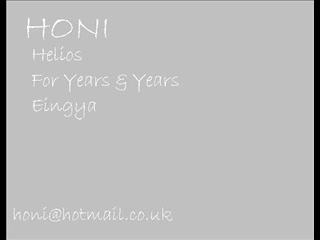 HONI
Helios
For Years & Years
Eingya
honi@hotmail.co.uk